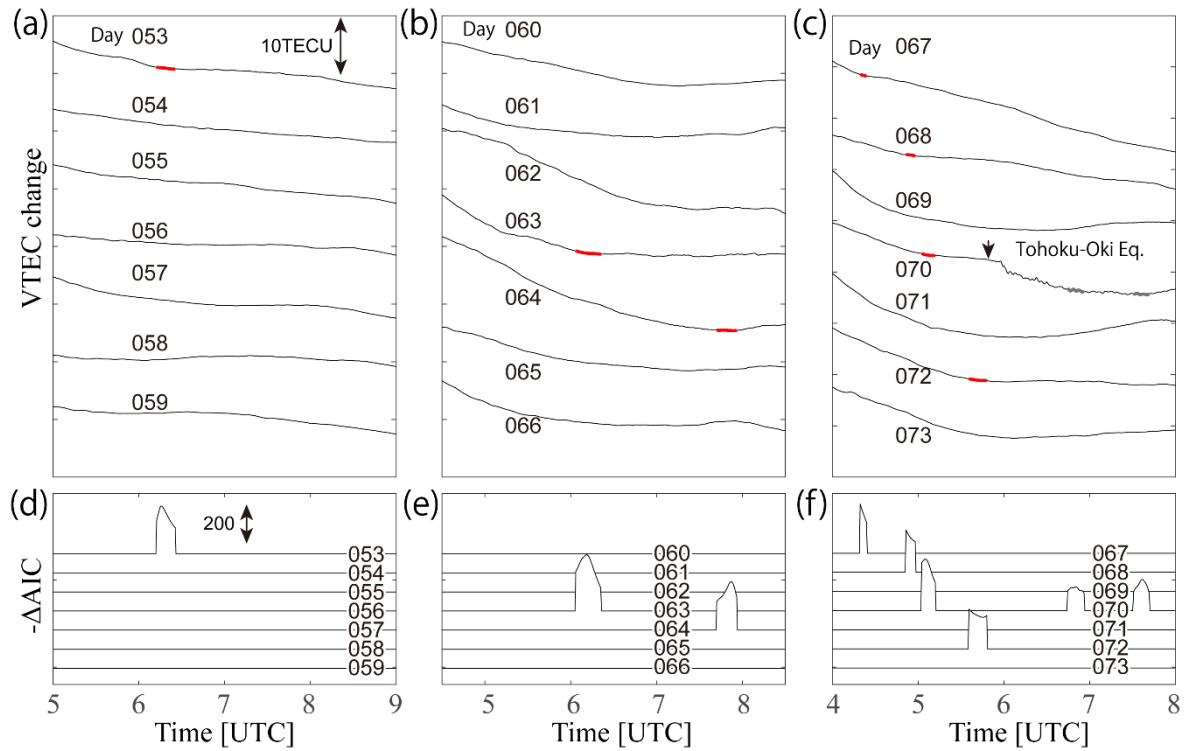 (a)
Day 053
10TECU
054
055
056
057
058
059
VTEC change
(b)
060
061
062
063
064
065
066
(c)
Day
067
068
069
Tohoku-Oki Eq.
070
071
072
073
(d)
200
053
054
055
056
057
058
059
-ΔAIC
5 6 7 8 9
Time [UTC]
(e)
060
061
062
063
064
065
066
5 6 7 8
Time [UTC]
(f)
067
068
069
070
071
072
073
4 5 6 7 8
Time [UTC]